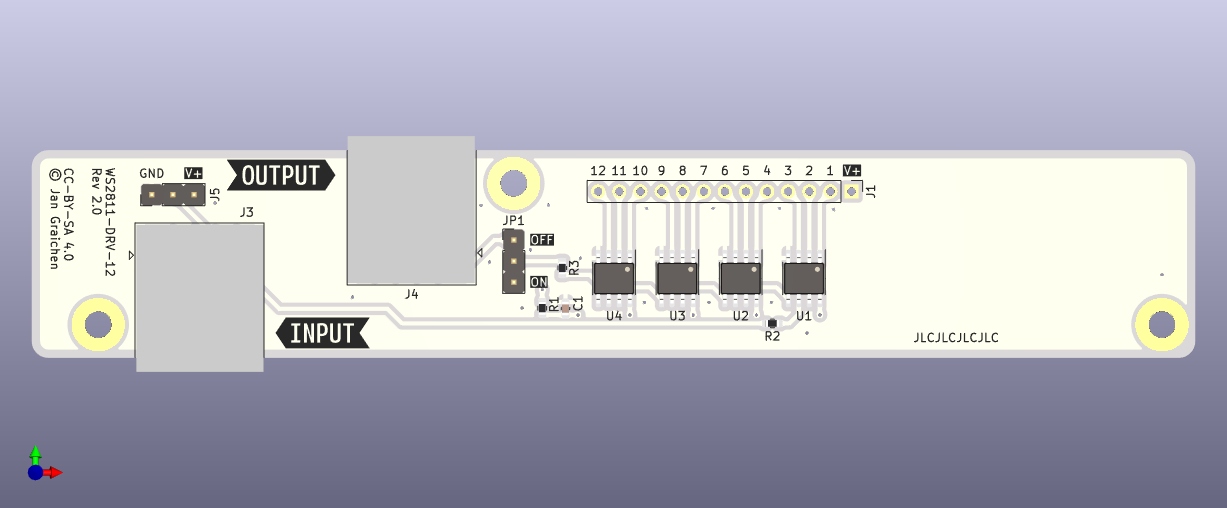 OUTPUT
12 11 10 9 8 7 6 5 4 3 2 1 V+
GND V+
J5
J1
WS2811-DRV-12
Rev 2.0
CC-BY-SA 4.0
© Jan Graichen
J3
JP1
OFF
R3
ON
J4
R1
C1
U4 U3 U2 U1
INPUT
R2
JLCJLCJLCJLC